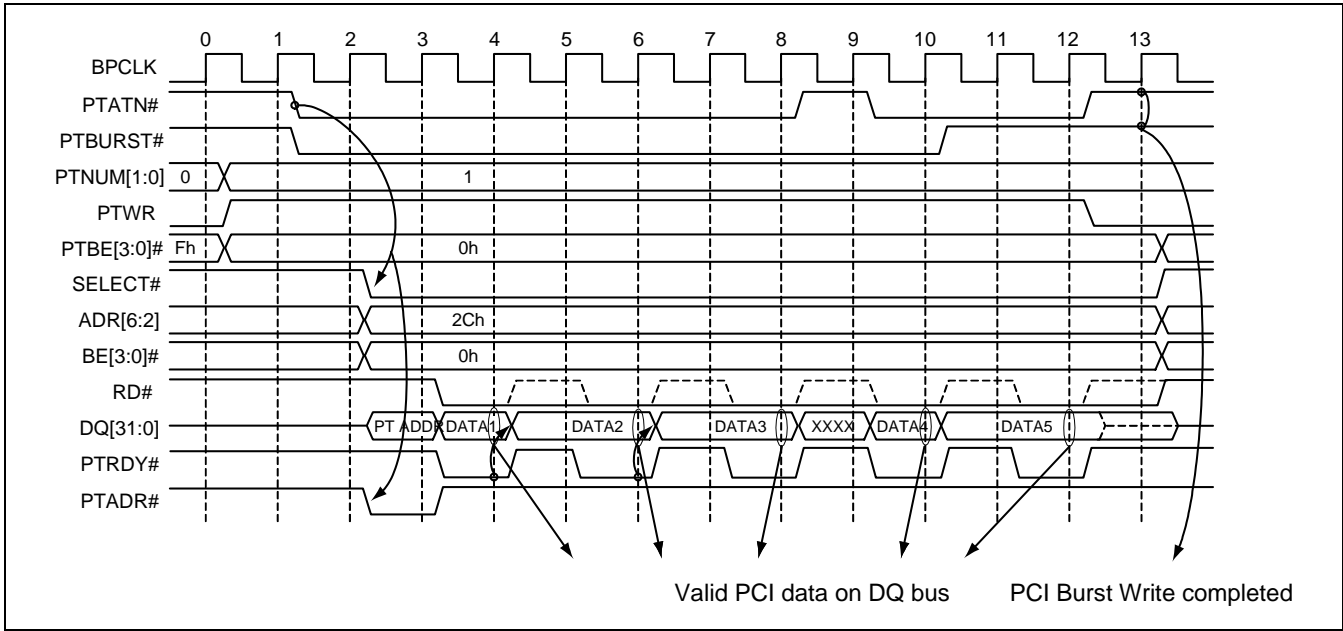 0 1 2 3 4 5 6 7 8 9 10 11 12 13
BPCLK
PTATN#
PTBURST#
PTNUM[1:0] 0 1
PTWR
PTBE[3:0]# Fh 0h
SELECT#
ADR[6:2] 2Ch
BE[3:0]# 0h
RD#
DQ[31:0] PT ADDR DATA1 DATA2 DATA3 XXXX DATA4 DATA5
PTRDY#
PTADR#
Valid PCI data on DQ bus PCI Burst Write completed